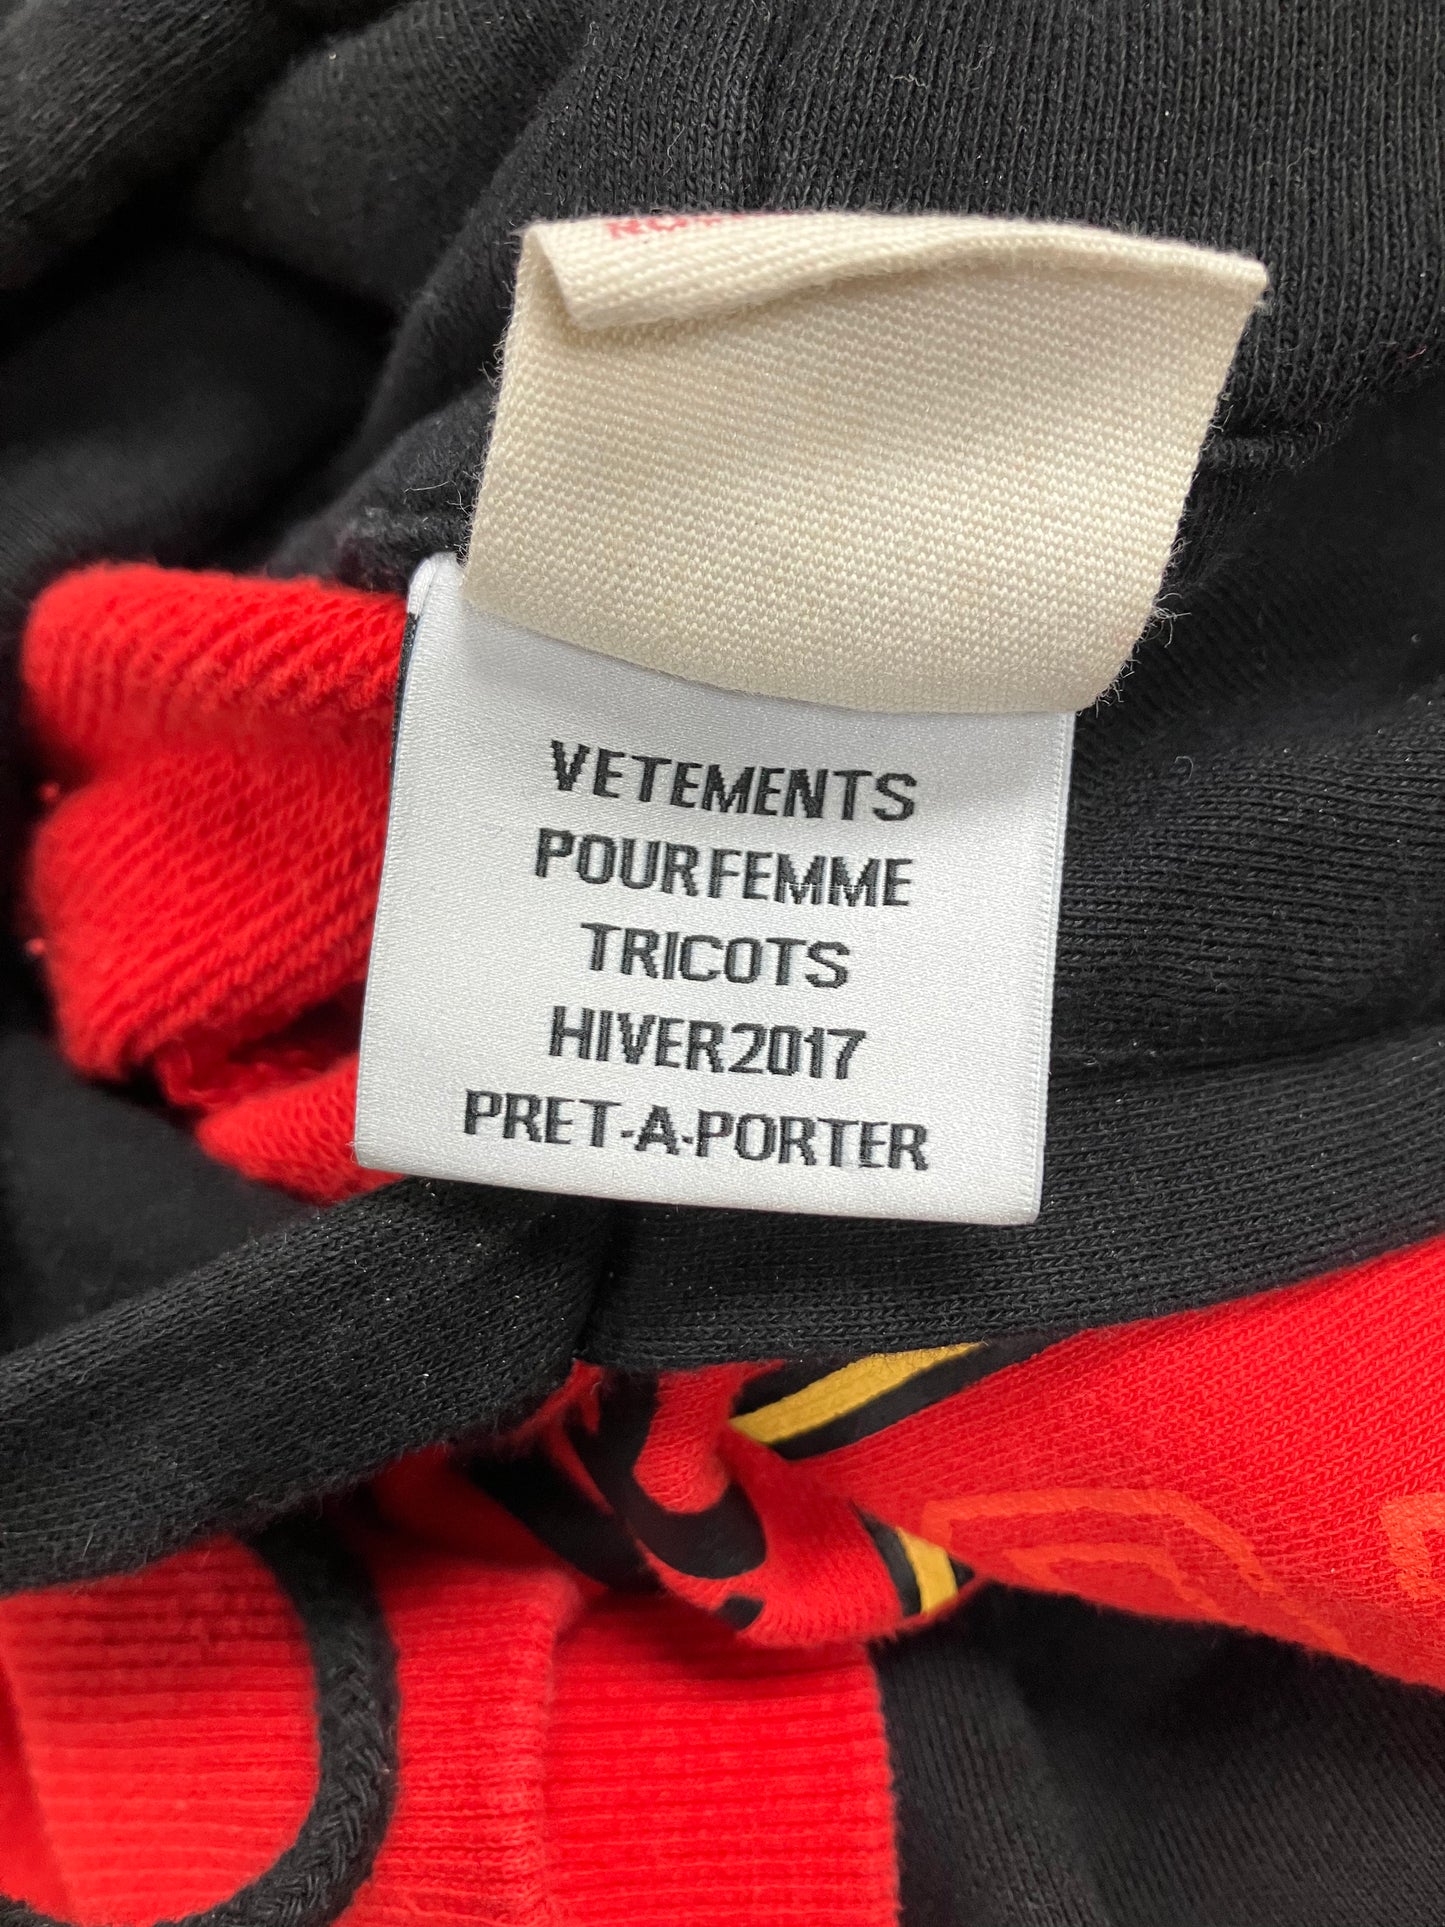 VETEMENTS
POUR FEMME
TRICOTS
HIVER 2017
PRET-A-PORTER